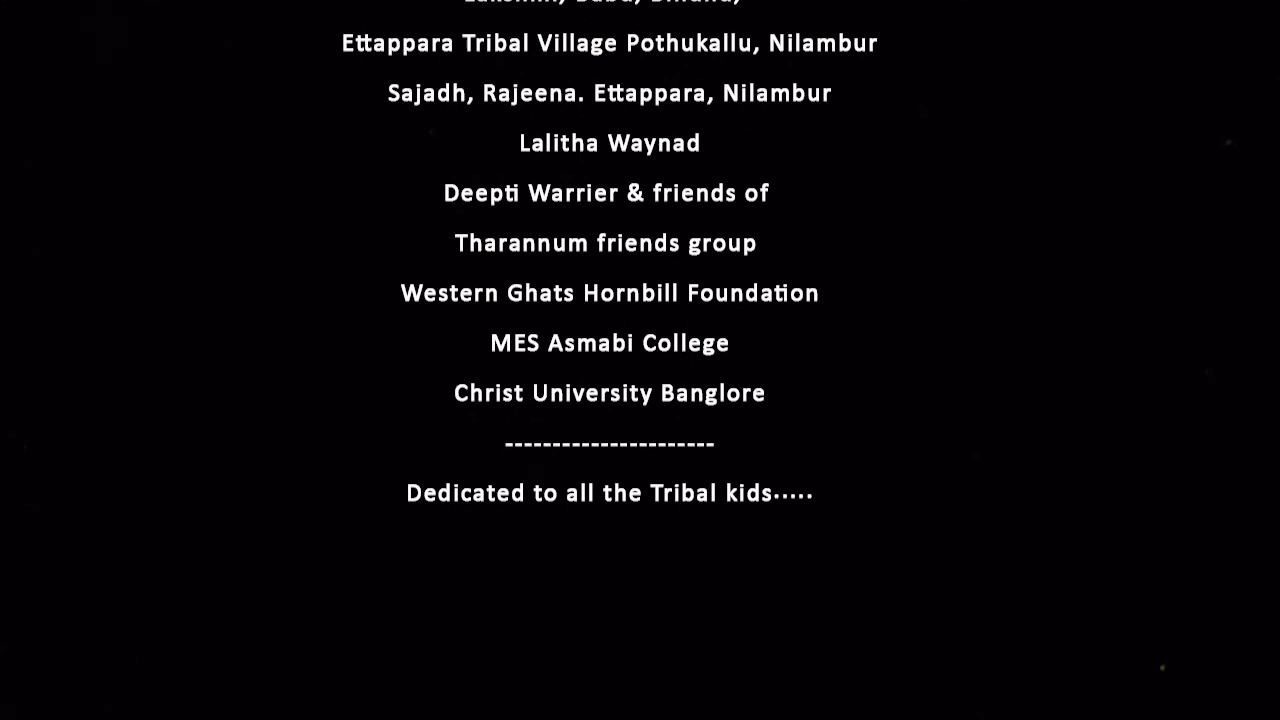 Ettappara Tribal Village Pothukallu, Nilambur
Sajadh, Rajeena. Ettappara, Nilambur
Lalitha Waynad
Deepti Warrier & friends of
Tharannum friends group
Western Ghats Hornbill Foundation
MES Asmabi College
Christ University Banglore
----------------------
Dedicated to all the Tribal kids·····